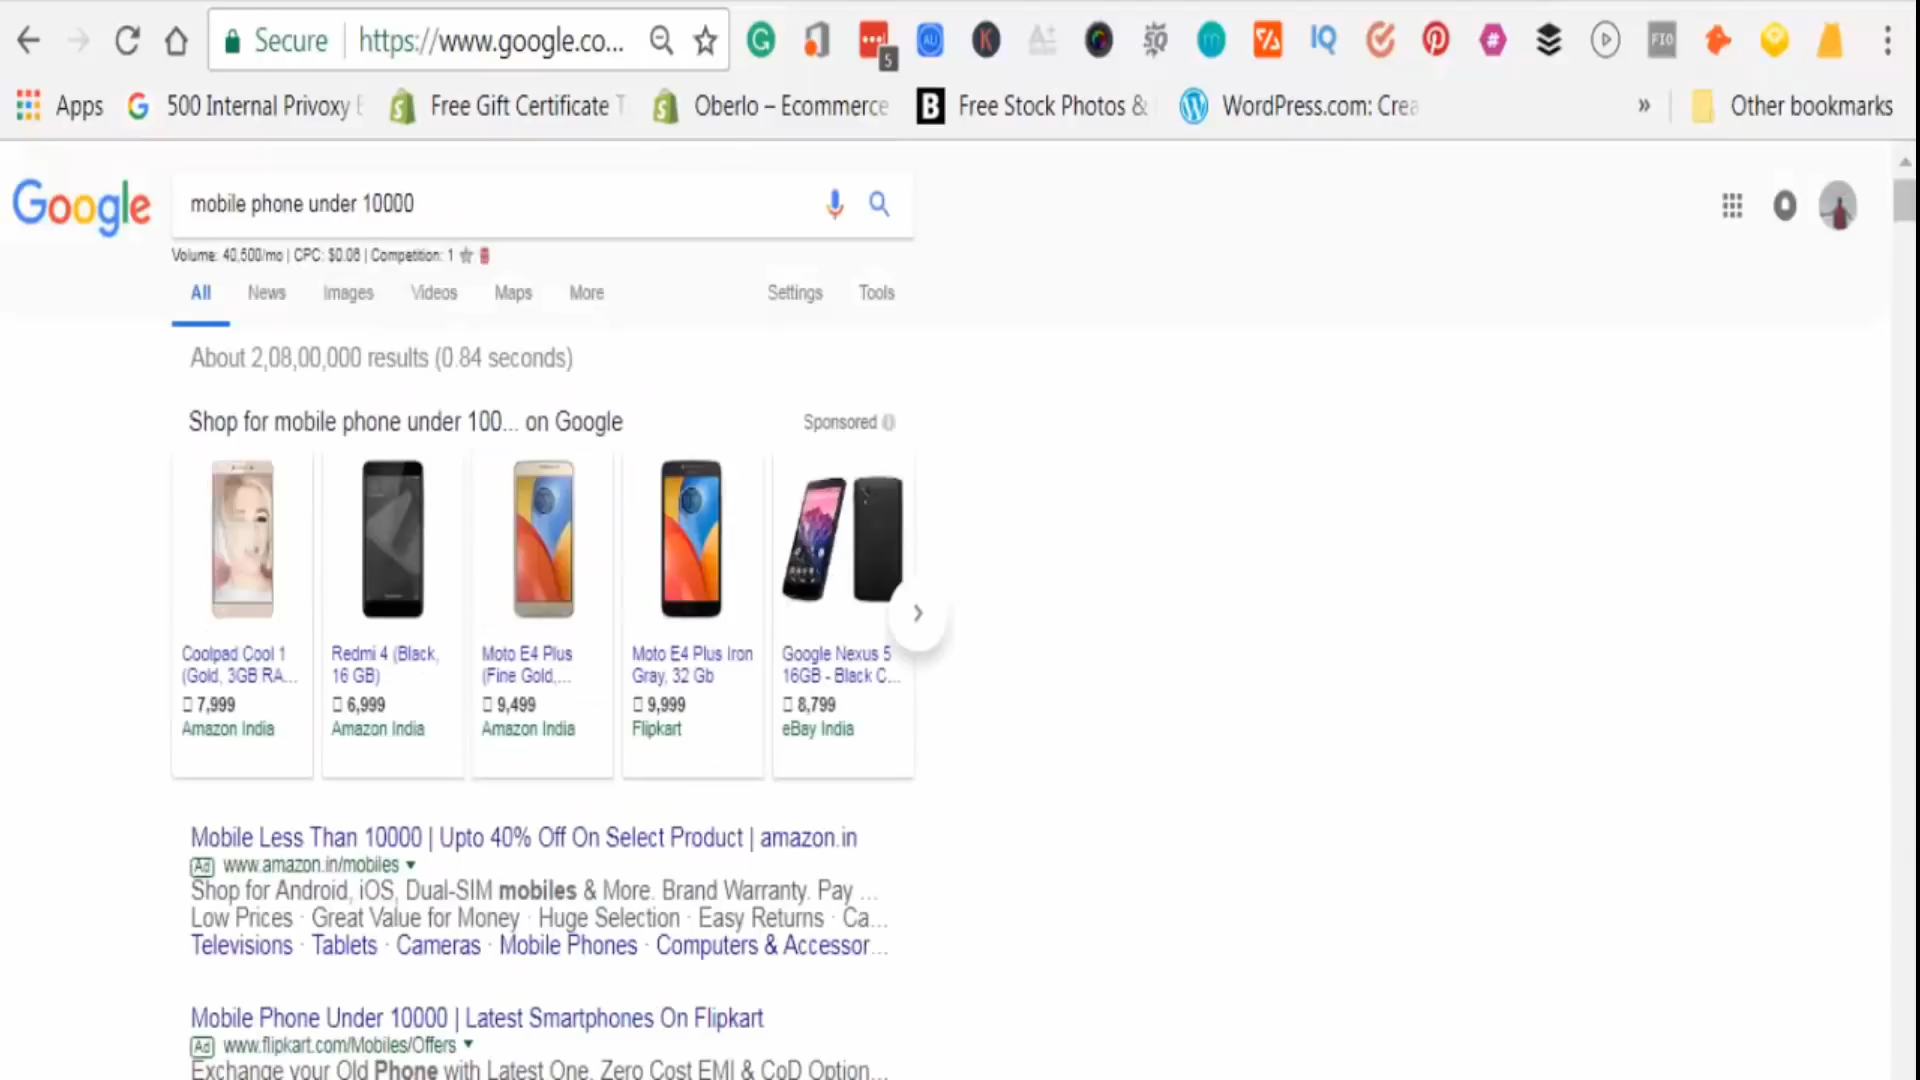 Secure https://www.google.co...
5
Apps 500 Internal Privoxy Free Gift Certificate Oberlo – Ecommerce Free Stock Photos & WordPress.com: Crea » Other bookmarks
Google mobile phone under 10000
Volume: 40,500/mo | CPC: $0.08 | Competition: 1
All News Images Videos Maps More Settings Tools
About 2,08,00,000 results (0.84 seconds)
Shop for mobile phone under 100... on Google Sponsored
Coolpad Cool 1
(Gold, 3GB RA...
7,999
Amazon India
Redmi 4 (Black,
16 GB)
6,999
Amazon India
Moto E4 Plus
(Fine Gold,...
9,499
Amazon India
Moto E4 Plus Iron
Gray, 32 Gb
9,999
Flipkart
Google Nexus 5
16GB - Black C...
8,799
eBay India
Mobile Less Than 10000 | Upto 40% Off On Select Product | amazon.in
Ad www.amazon.in/mobiles
Shop for Android, iOS, Dual-SIM mobiles & More. Brand Warranty. Pay ...
Low Prices · Great Value for Money · Huge Selection · Easy Returns · Ca...
Televisions · Tablets · Cameras · Mobile Phones · Computers & Accessor...
Mobile Phone Under 10000 | Latest Smartphones On Flipkart
Ad www.flipkart.com/Mobiles/Offers
Exchange your Old Phone with Latest One. Zero Cost EMI & CoD Option...